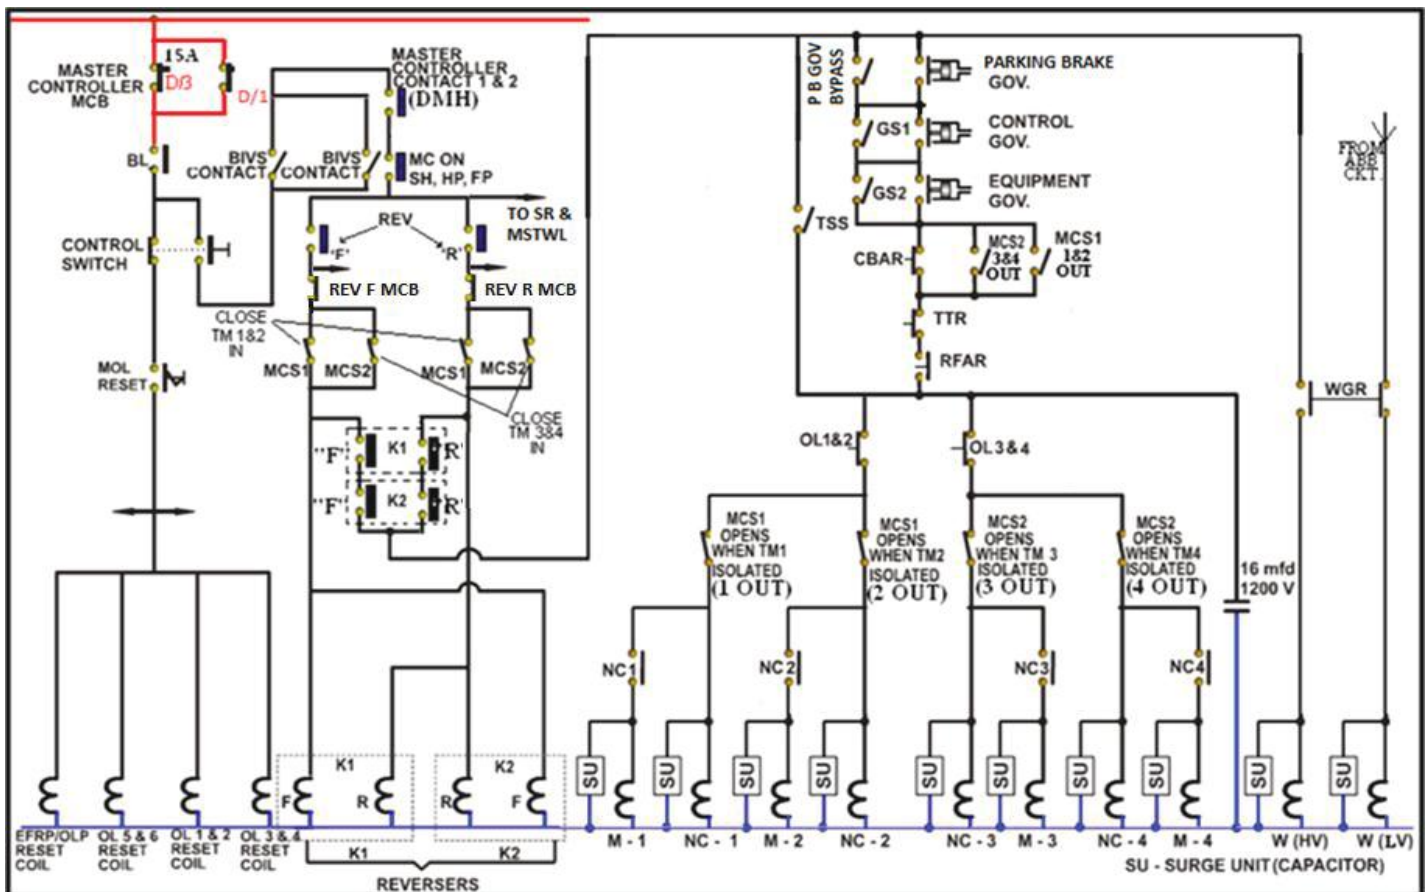 15A
MASTER
CONTROLLER
MCB
D/3
D/1
MASTER
CONTROLLER
CONTACT 1 & 2
(DMH)
P B GOV
BYPASS
PARKING BRAKE
GOV.
GS1
CONTROL
GOV.
FROM
ABB
CKT.
BL
BIVS
CONTACT
BIVS
CONTACT
MC ON
SH, HP, FP
GS2
EQUIPMENT
GOV.
TO SR &
MSTWL
REV
'F'
'R'
TSS
CONTROL
SWITCH
CBAR
MCS2
3&4
OUT
MCS1
1&2
OUT
REV F MCB
REV R MCB
CLOSE
TM 1&2
IN
TTR
MOL
RESET
MCS1
MCS2
MCS1
MCS2
RFAR
WGR
CLOSE
TM 3&4
IN
"F"
K1
'R'
OL1&2
OL3&4
"F"
K2
'R'
MCS1
OPENS
WHEN TM1
ISOLATED
(1 OUT)
MCS1
OPENS
WHEN TM2
ISOLATED
(2 OUT)
MCS2
OPENS
WHEN TM 3
ISOLATED
(3 OUT)
MCS2
OPENS
WHEN TM4
ISOLATED
(4 OUT)
16 mfd
1200 V
NC1
NC2
NC3
NC4
K1
K2
F
R
R
F
SU
SU
SU
SU
SU
SU
SU
SU
SU
SU
EFRP/OLP
RESET
COIL
OL 5 & 6
RESET
COIL
OL 1 & 2
RESET
COIL
OL 3 & 4
RESET
COIL
K1
K2
REVERSERS
M - 1
NC - 1
M - 2
NC - 2
NC - 3
M - 3
NC - 4
M - 4
W (HV)
W (LV)
SU - SURGE UNIT (CAPACITOR)